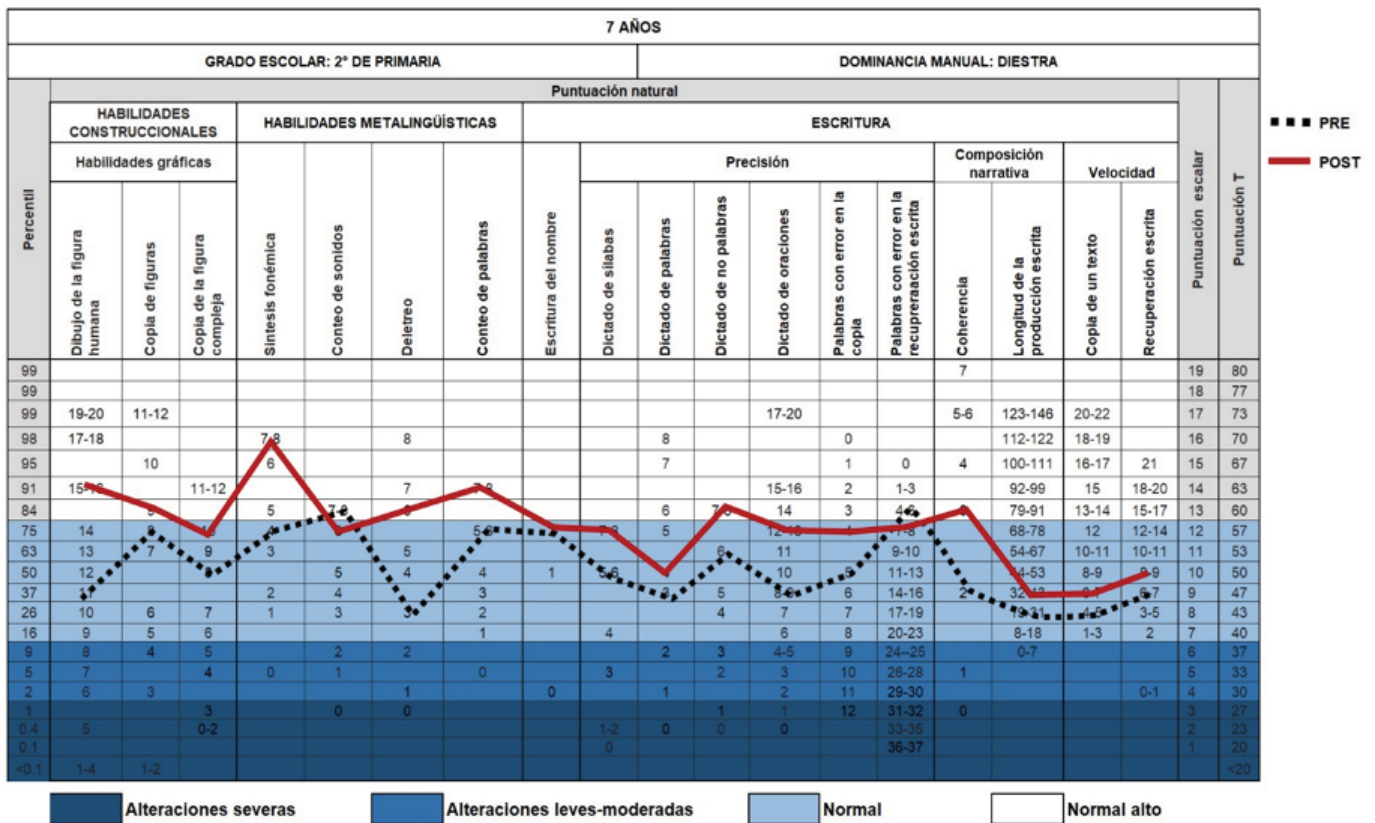 7 AÑOS
GRADO ESCOLAR: 2° DE PRIMARIA DOMINANCIA MANUAL: DIESTRA
Puntuación natural
HABILIDADES CONSTRUCCIONALES HABILIDADES METALINGÜÍSTICAS ESCRITURA
Habilidades gráficas Precisión Composición narrativa Velocidad
Percentil
Dibujo de la figura humana
Copia de figuras
Copia de la figura compleja
Síntesis fonémica
Conteo de sonidos
Deletreo
Conteo de palabras
Escritura del nombre
Dictado de sílabas
Dictado de palabras
Dictado de no palabras
Dictado de oraciones
Palabras con error en la copia
Palabras con error en la recupreraación escrita
Coherencia
Longitud de la producción escrita
Copia de un texto
Recuperación escrita
Puntuación escalar
Puntuación T
PRE
POST
99 7 19 80
99 18 77
99 19-20 11-12 17-20 5-6 123-146 20-22 17 73
98 17-18 7-8 8 8 0 112-122 18-19 16 70
95 10 6 7 1 0 4 100-111 16-17 21 15 67
91 11-12 7 15-16 2 1-3 92-99 15 18-20 14 63
84 5 6 14 3 79-91 13-14 15-17 13 60
75 14 5 68-78 12 12-14 12 57
63 13 7 9 3 5 6 11 9-10 54-67 10-11 10-11 11 53
50 12 5 4 4 1 5-6 10 11-13 8-9 10 50
37 2 4 3 3 5 6 14-16 2 6-7 9 47
26 10 6 7 1 3 2 4 7 7 17-19 3-5 8 43
16 9 5 6 1 4 6 8 20-23 8-18 1-3 2 7 40
9 8 4 5 2 2 2 3 4-5 9 24--25 0-7 6 37
5 7 4 0 1 0 3 2 3 10 26-28 1 5 33
2 6 3 1 0 1 2 11 29-30 0-1 4 30
1 3 0 0 1 1 12 31-32 0 3 27
0.4 5 0-2 1-2 0 0 0 33-35 2 23
0.1 0 36-37 1 20
<0.1 1-4 1-2 <20
Alteraciones severas Alteraciones leves-moderadas Normal Normal alto